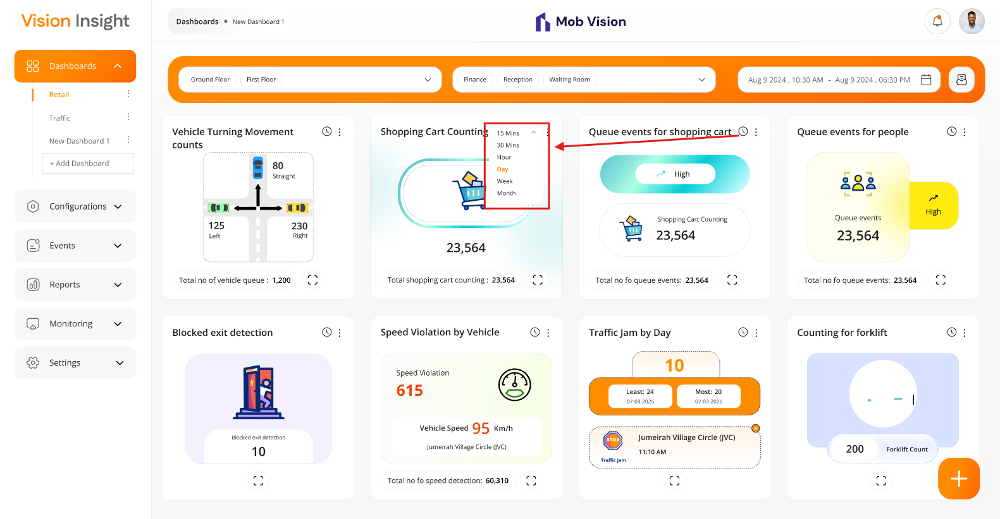 Vision Insight
Dashboards
Retail
Traffic
New Dashboard 1
+ Add Dashboard
Configurations
Events
Reports
Monitoring
Settings
Dashboards • New Dashboard 1
Mob Vision
Ground Floor First Floor
Finance Reception Waiting Room
Aug 9 2024 , 10:30 AM - Aug 9 2024 , 06:30 PM
Vehicle Turning Movement
counts
80
Straight
125
Left
230
Right
Total no of vehicle queue : 1,200
Shopping Cart Counting
15 Mins
30 Mins
Hour
Day
Week
Month
23,564
Total shopping cart counting : 23,564
Queue events for shopping cart
High
Shopping Cart Counting
23,564
Total no fo queue events: 23,564
Queue events for people
Queue events
23,564
High
Total no fo queue events: 23,564
Blocked exit detection
Blocked exit detection
10
Speed Violation by Vehicle
Speed Violation
615
Vehicle Speed 95 Km/h
Jumeirah Village Circle (JVC)
Total no fo speed detection: 60,310
Traffic Jam by Day
10
Least: 24
07-03-2025
Most: 20
07-03-2025
STOP
Traffic Jam
Jumeirah Village Circle (JVC)
11:10 AM
Counting for forklift
200 Forklift Count